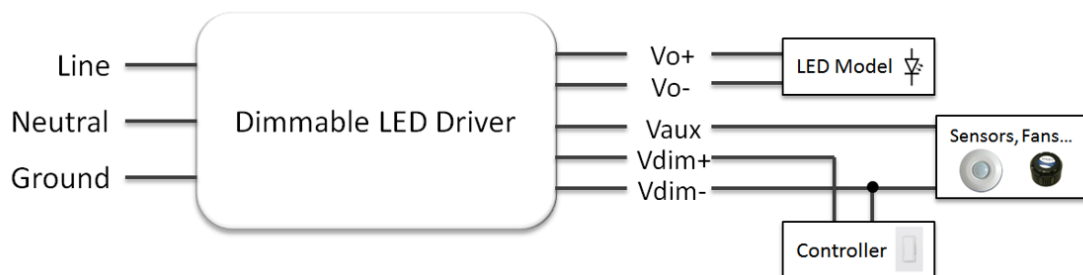 Line
Neutral
Ground
Dimmable LED Driver
Vo+
Vo-
Vaux
Vdim+
Vdim-
LED Model
Sensors, Fans...
Controller